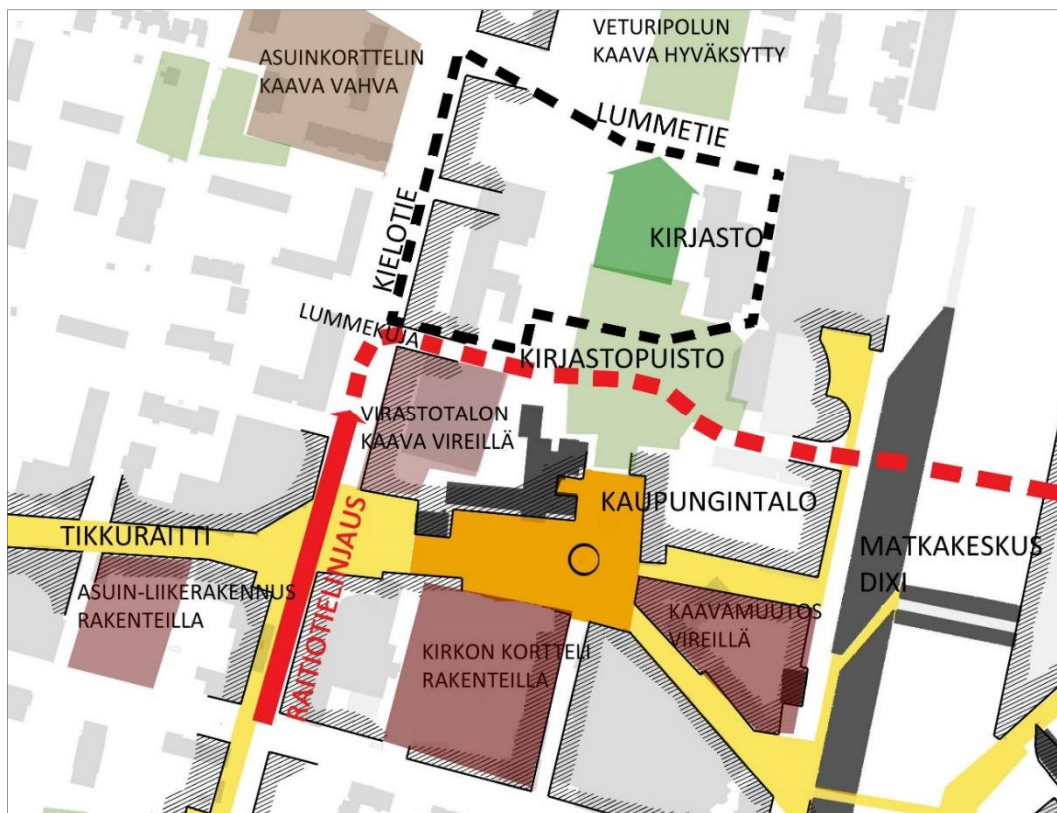 VETURIPOLUN
KAAVA HYVÄKSYTTY
ASUINKORTTELIN
KAAVA VAHVA
LUMMETIE
KIELOTIE
KIRJASTO
LUMMEKUJA
KIRJASTOPUISTO
VIRASTOTALON
KAAVA VIREILLÄ
KAUPUNGINTALO
TIKKURAITTI
MATKAKESKUS
DIXI
ASUIN-LIIKERAKENNUS
RAKENTEILLA
RAITIOTIELINJAUS
KAAVAMUUTOS
VIREILLÄ
KIRKON KORTTELI
RAKENTEILLA